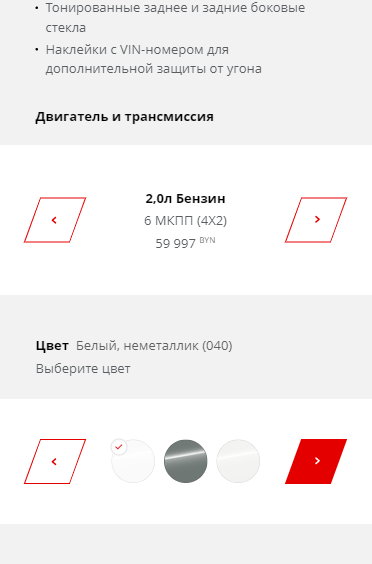 Тонированные заднее и задние боковые
стекла
Наклейки с VIN-номером для
дополнительной защиты от угона
Двигатель и трансмиссия
2,0л Бензин
6 МКПП (4X2)
59 997 BYN
Цвет Белый, неметаллик (040)
Выберите цвет